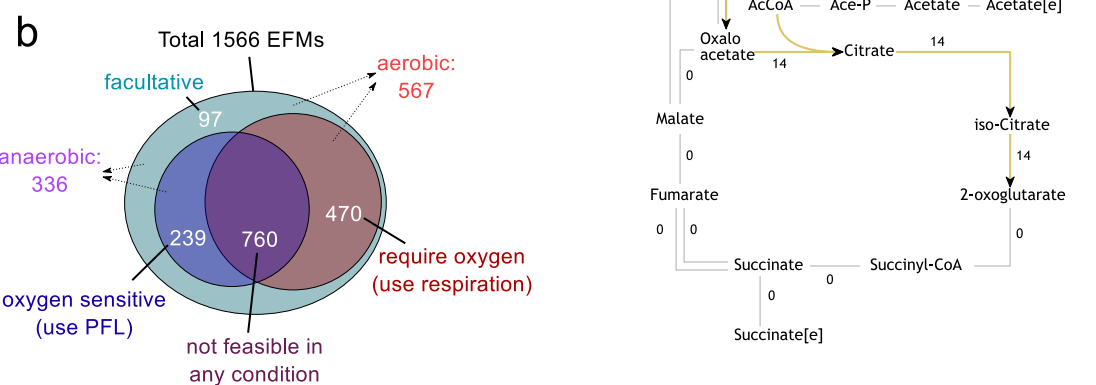 b
Total 1566 EFMs
facultative
aerobic:
567
97
anaerobic:
336
239
760
470
require oxygen
(use respiration)
oxygen sensitive
(use PFL)
not feasible in
any condition
AcCoA
Ace-P
Acetate
Acetate[e]
Oxalo
acetate
14
Citrate
14
0
Malate
iso-Citrate
0
14
Fumarate
2-oxoglutarate
0
0
0
Succinate
Succinyl-CoA
0
0
Succinate[e]